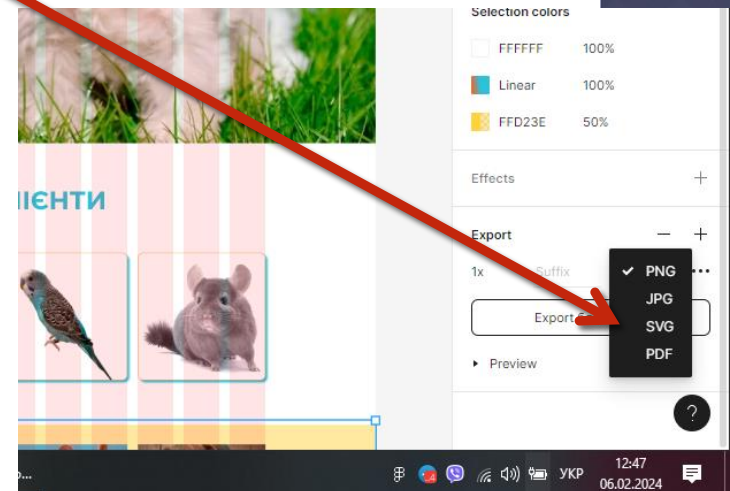 Selection colors
FFFFFF 100%
Linear 100%
FFD23E 50%
Effects
ІЄНТИ
Export
1x Suffix PNG
JPG
Export
SVG
PDF
Preview
?
УКР
12:47
06.02.2024